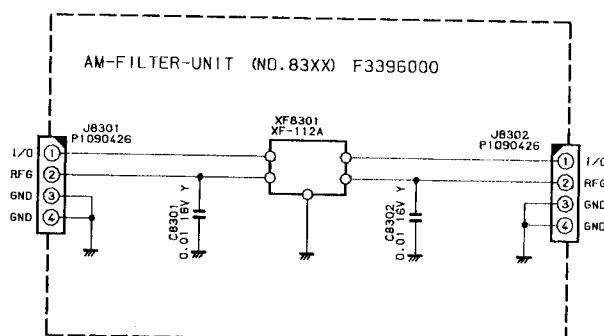 AM-FILTER-UNIT (NO.83XX) F3396000
J8301
P1090426
XF8301
XF-112A
J8302
P1090426
I/O 1
RFG 2
GND 3
GND 4
C8301
0.01 16V Y
C8302
0.01 16V Y
1 I/O
2 RFG
3 GND
4 GND